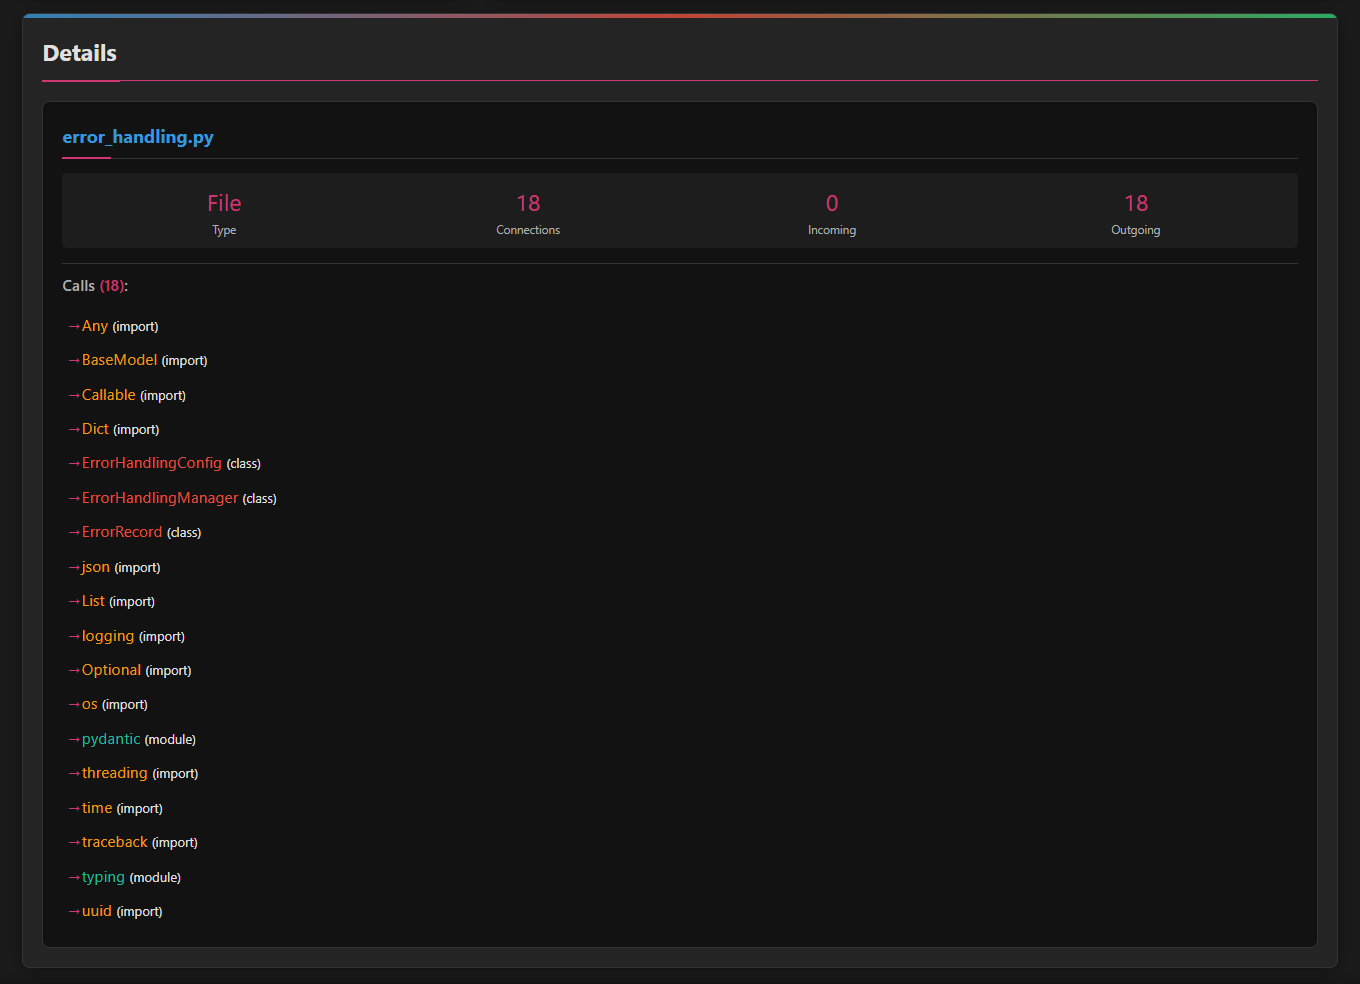 Details
error_handling.py
File 18 0 18
Type Connections Incoming Outgoing
Calls (18):
→Any (import)
→BaseModel (import)
→Callable (import)
→Dict (import)
→ErrorHandlingConfig (class)
→ErrorHandlingManager (class)
→ErrorRecord (class)
→json (import)
→List (import)
→logging (import)
→Optional (import)
→os (import)
→pydantic (module)
→threading (import)
→time (import)
→traceback (import)
→typing (module)
→uuid (import)